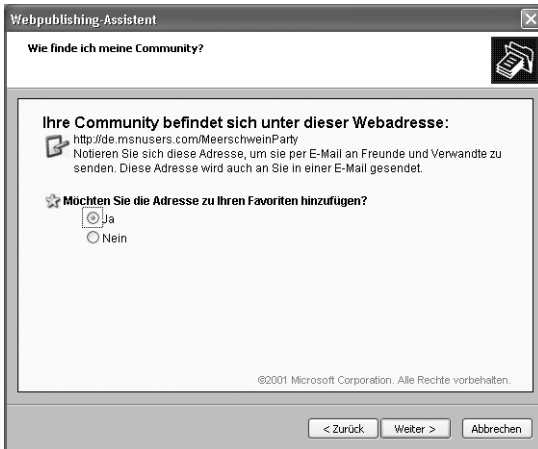 Webpublishing-Assistent
Wie finde ich meine Community?
Ihre Community befindet sich unter dieser Webadresse:
http://de.msnusers.com/MeerschweinParty
Notieren Sie sich diese Adresse, um sie per E-Mail an Freunde und Verwandte zu
senden. Diese Adresse wird auch an Sie in einer E-Mail gesendet.
Möchten Sie die Adresse zu Ihren Favoriten hinzufügen?
Ja
Nein
©2001 Microsoft Corporation. Alle Rechte vorbehalten.
< Zurück Weiter > Abbrechen